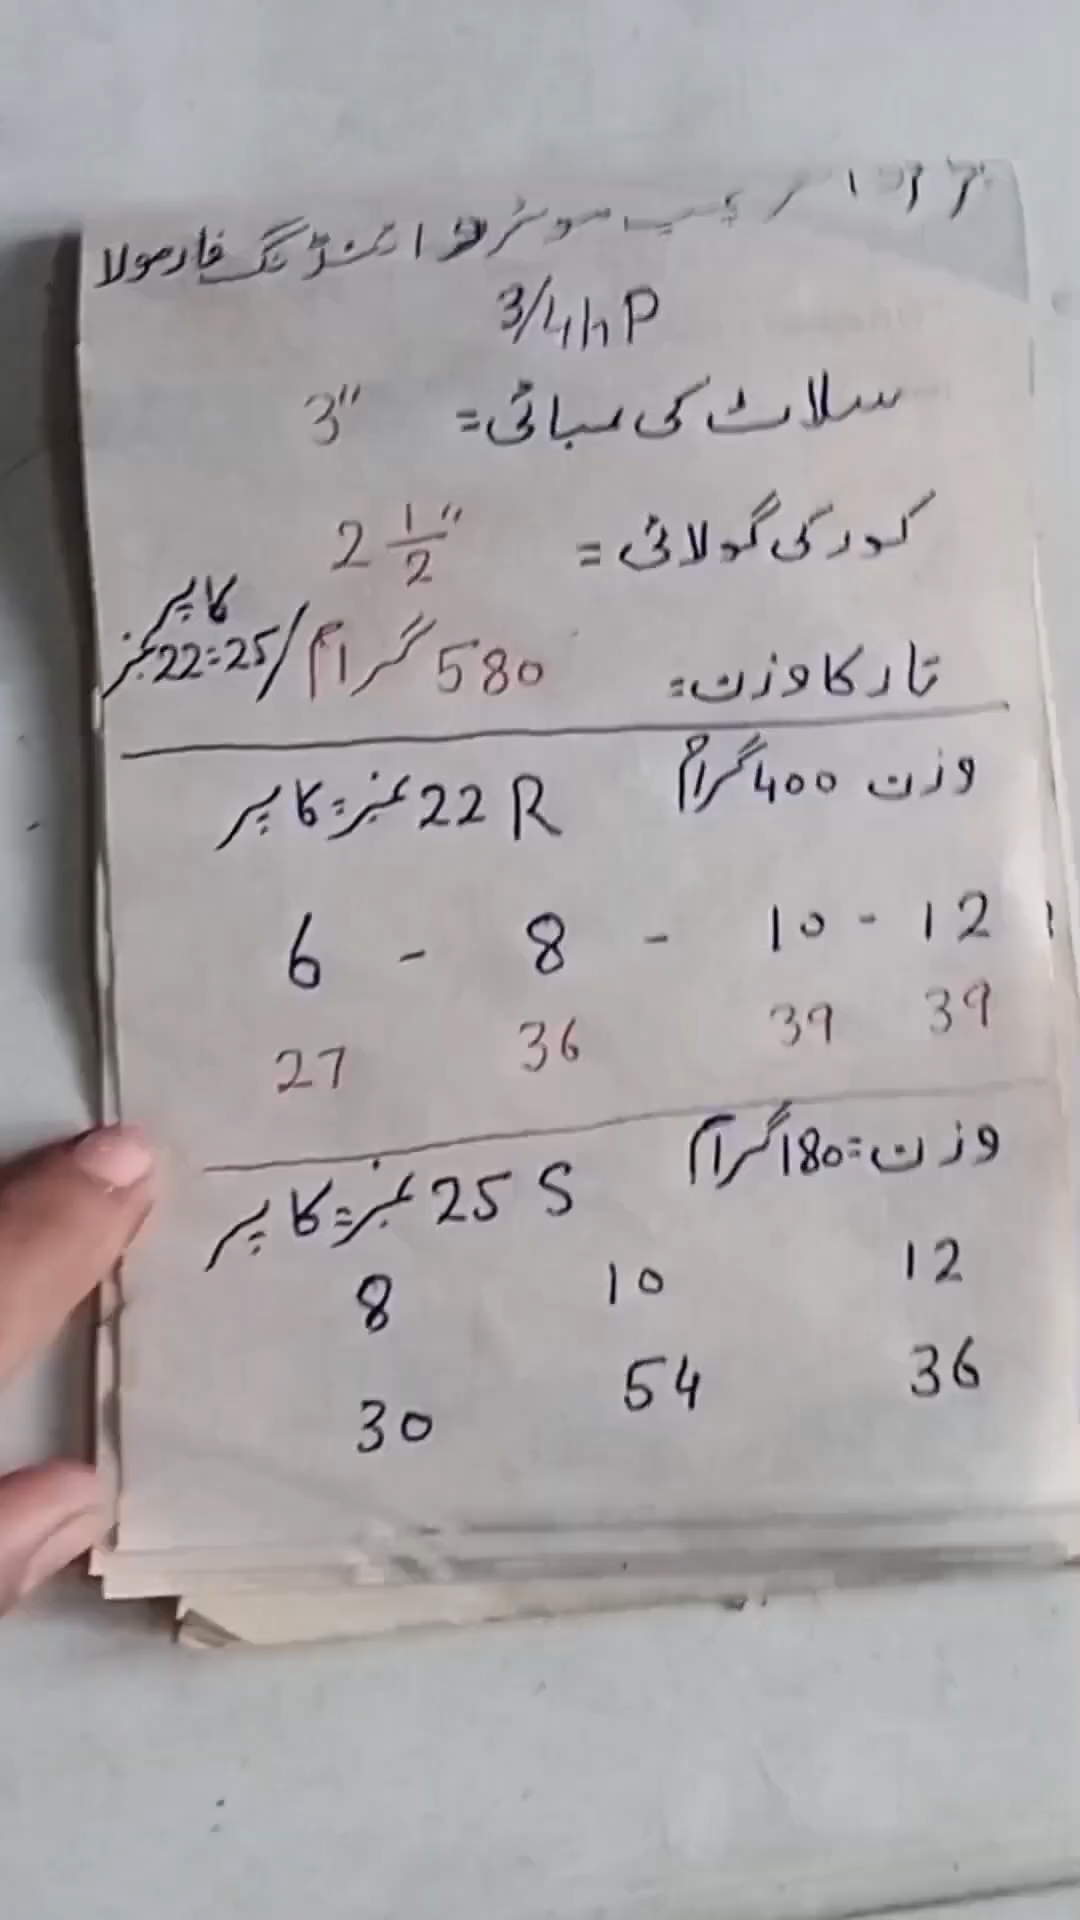 موٹر وائنڈنگ فارمولا
3/4hP
سلاٹ کی لمبائی = 3"
کور کی گولائی = 2 1/2"
کاپر
تار کا وزن = 580 گرام / 25=22 نمبر
وزن 400 گرام 22 R نمبر = کاپر
6 - 8 - 10 - 12
27 36 39 39
وزن = 180 گرام 25 S نمبر = کاپر
8 10 12
30 54 36